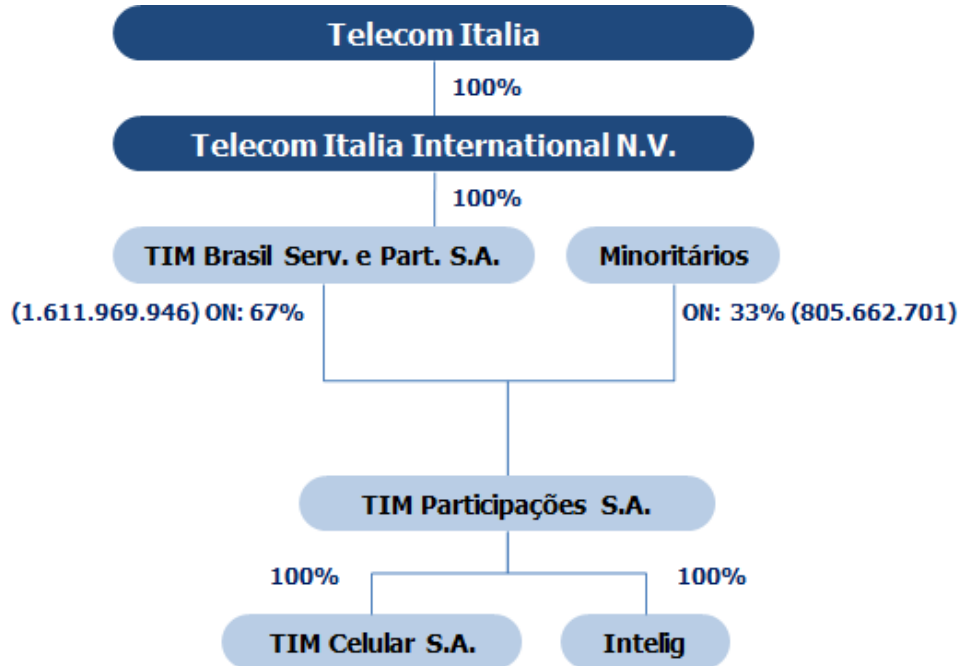 Telecom Italia
100%
Telecom Italia International N.V.
100%
TIM Brasil Serv. e Part. S.A.
Minoritários
(1.611.969.946) ON: 67%
ON: 33% (805.662.701)
TIM Participações S.A.
100%
100%
TIM Celular S.A.
Intelig